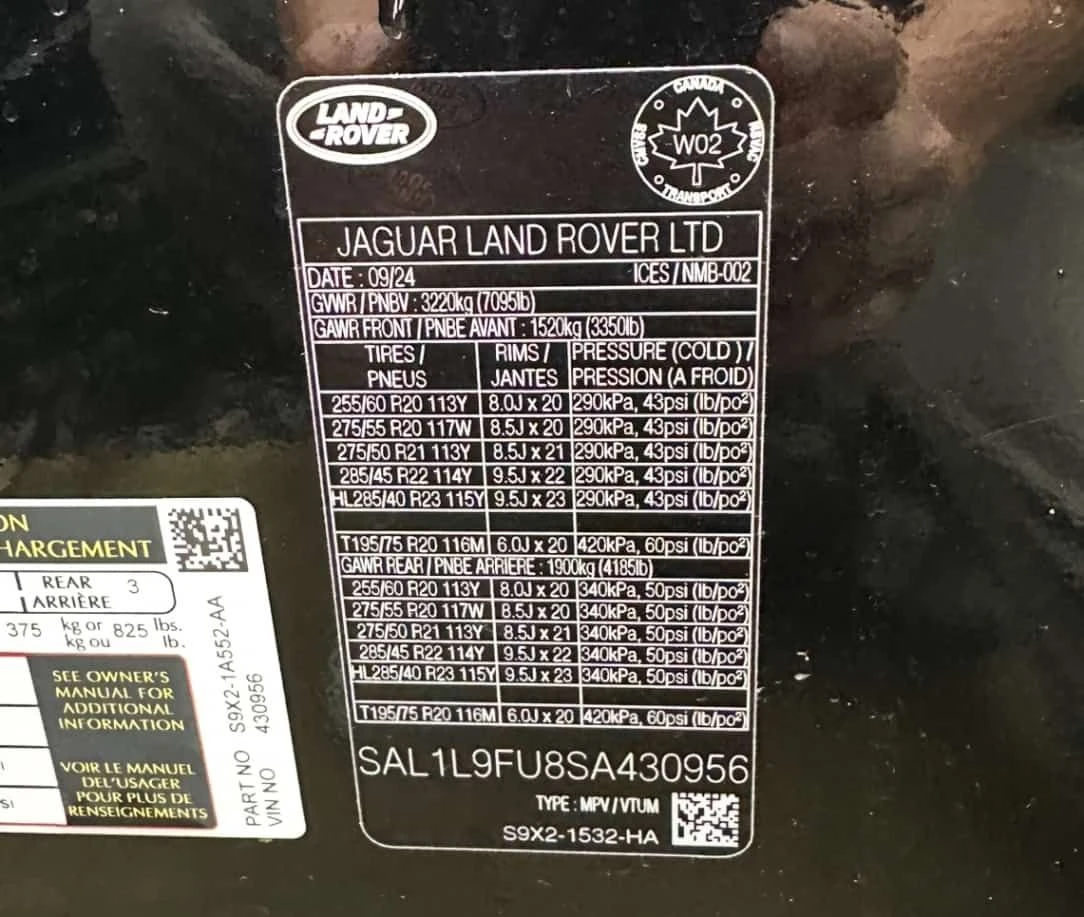 LAND-
-ROVER
CANADA
CMVSS
W02
NSVAC
TRANSPORT
JAGUAR LAND ROVER LTD
DATE : 09/24 ICES / NMB-002
GVWR / PNBV : 3220kg (7095lb)
GAWR FRONT / PNBE AVANT : 1520kg (3350lb)
TIRES / RIMS / PRESSURE (COLD ) /
PNEUS JANTES PRESSION (A FROID)
255/60 R20 113Y 8.0J x 20 290kPa, 43psi (lb/po²)
275/55 R20 117W 8.5J x 20 290kPa, 43psi (lb/po²)
275/50 R21 113Y 8.5J x 21 290kPa, 43psi (lb/po²)
285/45 R22 114Y 9.5J x 22 290kPa, 43psi (lb/po²)
HL285/40 R23 115Y 9.5J x 23 290kPa, 43psi (lb/po²)
T195/75 R20 116M 6.0J x 20 420kPa, 60psi (lb/po²)
GAWR REAR / PNBE ARRIERE : 1900kg (4185lb)
255/60 R20 113Y 8.0J x 20 340kPa, 50psi (lb/po²)
275/55 R20 117W 8.5J x 20 340kPa, 50psi (lb/po²)
275/50 R21 113Y 8.5J x 21 340kPa, 50psi (lb/po²)
285/45 R22 114Y 9.5J x 22 340kPa, 50psi (lb/po²)
HL285/40 R23 115Y 9.5J x 23 340kPa, 50psi (lb/po²)
T195/75 R20 116M 6.0J x 20 420kPa, 60psi (lb/po²)
SAL1L9FU8SA430956
TYPE : MPV / VTUM
S9X2-1532-HA
ON
HARGEMENT
REAR 3
ARRIÈRE
375 kg or 825 lbs.
kg ou lb.
SEE OWNER'S
MANUAL FOR
ADDITIONAL
INFORMATION
VOIR LE MANUEL
DEL'USAGER
POUR PLUS DE
RENSEIGNEMENTS
SI
PART NO S9X2-1A552-AA
VIN NO 430956